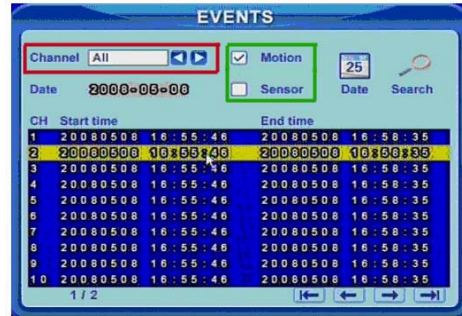 EVENTS
Channel All Motion 25
Date 2008-05-08 Sensor Date Search
CH Start time End time
1 20080508 16:55:46 20080508 16:58:35
2 20080508 16:55:46 20080508 16:58:35
3 20080508 16:55:46 20080508 16:58:35
4 20080508 16:55:46 20080508 16:58:35
5 20080508 16:55:46 20080508 16:58:35
6 20080508 16:55:46 20080508 16:58:35
7 20080508 16:55:46 20080508 16:58:35
8 20080508 16:55:46 20080508 16:58:35
9 20080508 16:55:46 20080508 16:58:35
10 20080508 16:55:46 20080508 16:58:35
1 / 2